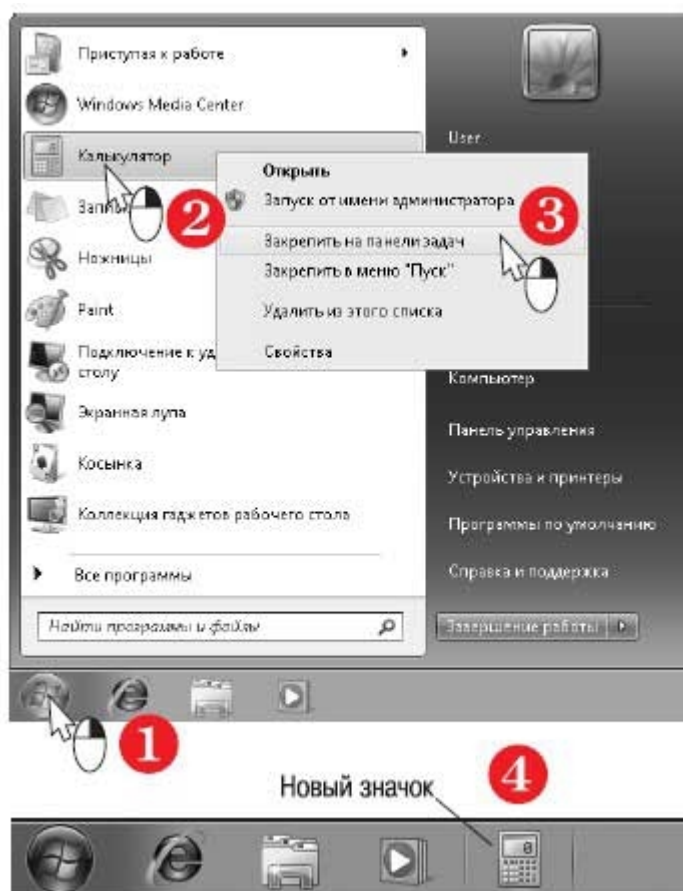 Приступая к работе
Windows Media Center
User
Калькулятор
Открыть
2
Запуск от имени администратора
3
Закрепить на панели задач
Ножницы
Закрепить в меню "Пуск"
Paint
Удалить из этого списка
Подключение к уд
столу
Свойства
Компьютер
Экранная лупа
Панель управления
Косынка
Устройства и принтеры
Коллекция гаджетов рабочего стола
Программы по умолчанию
Все программы
Справка и поддержка
Найти программы и файлы
Завершение работы
1
4
Новый значок